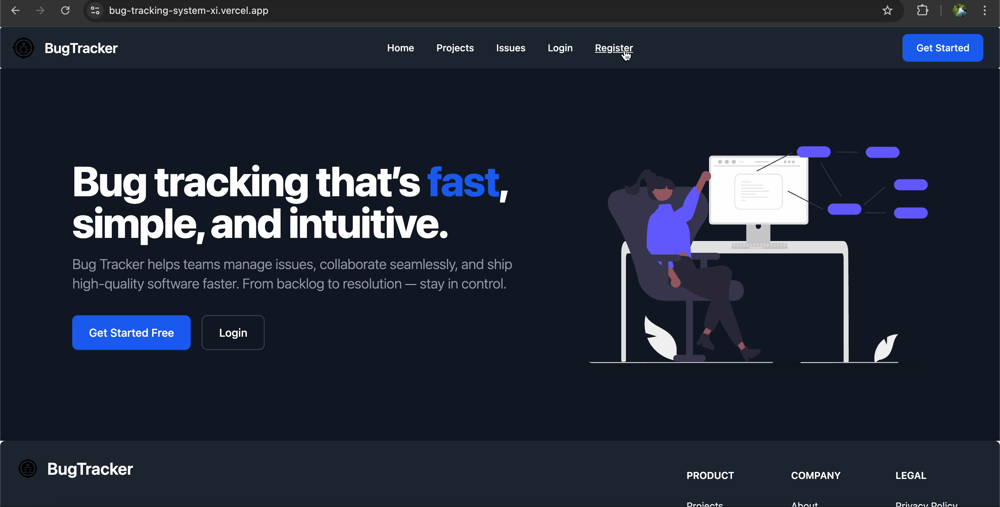 bug-tracking-system-xi.vercel.app
BugTracker
Home
Projects
Issues
Login
Register
Get Started
Bug tracking that’s fast,
simple, and intuitive.
Bug Tracker helps teams manage issues, collaborate seamlessly, and ship
high-quality software faster. From backlog to resolution — stay in control.
Get Started Free
Login
BugTracker
PRODUCT
COMPANY
LEGAL
Projects
About
Privacy Policy